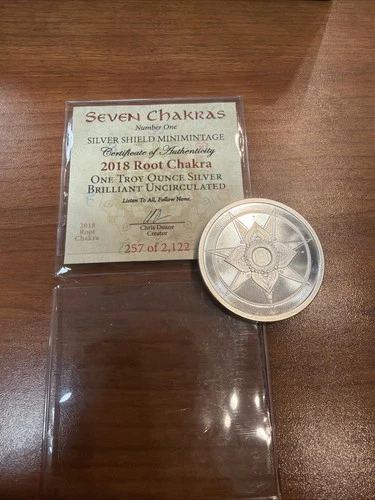 SEVEN CHAKRAS
Number One
SILVER SHIELD MINIMINTAGE
Certificate of Authenticity
2018 Root Chakra
ONE TROY OUNCE SILVER
BRILLIANT UNCIRCULATED
Listen To All, Follow None.
Chris Duane
Creator
2018
Root
Chakra
257 of 2,122